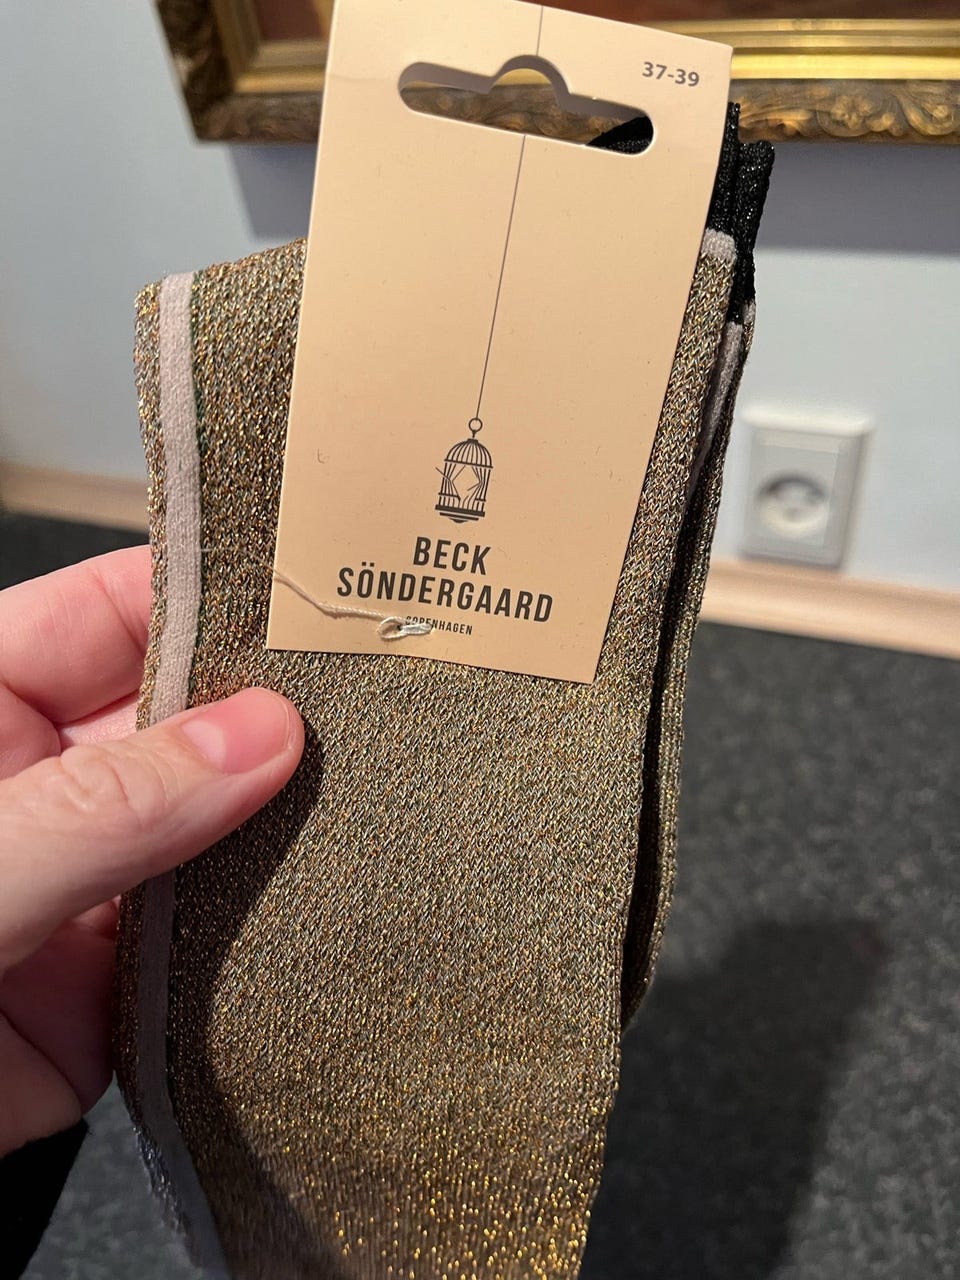 37-39
BECK
SÖNDERGAARD
COPENHAGEN